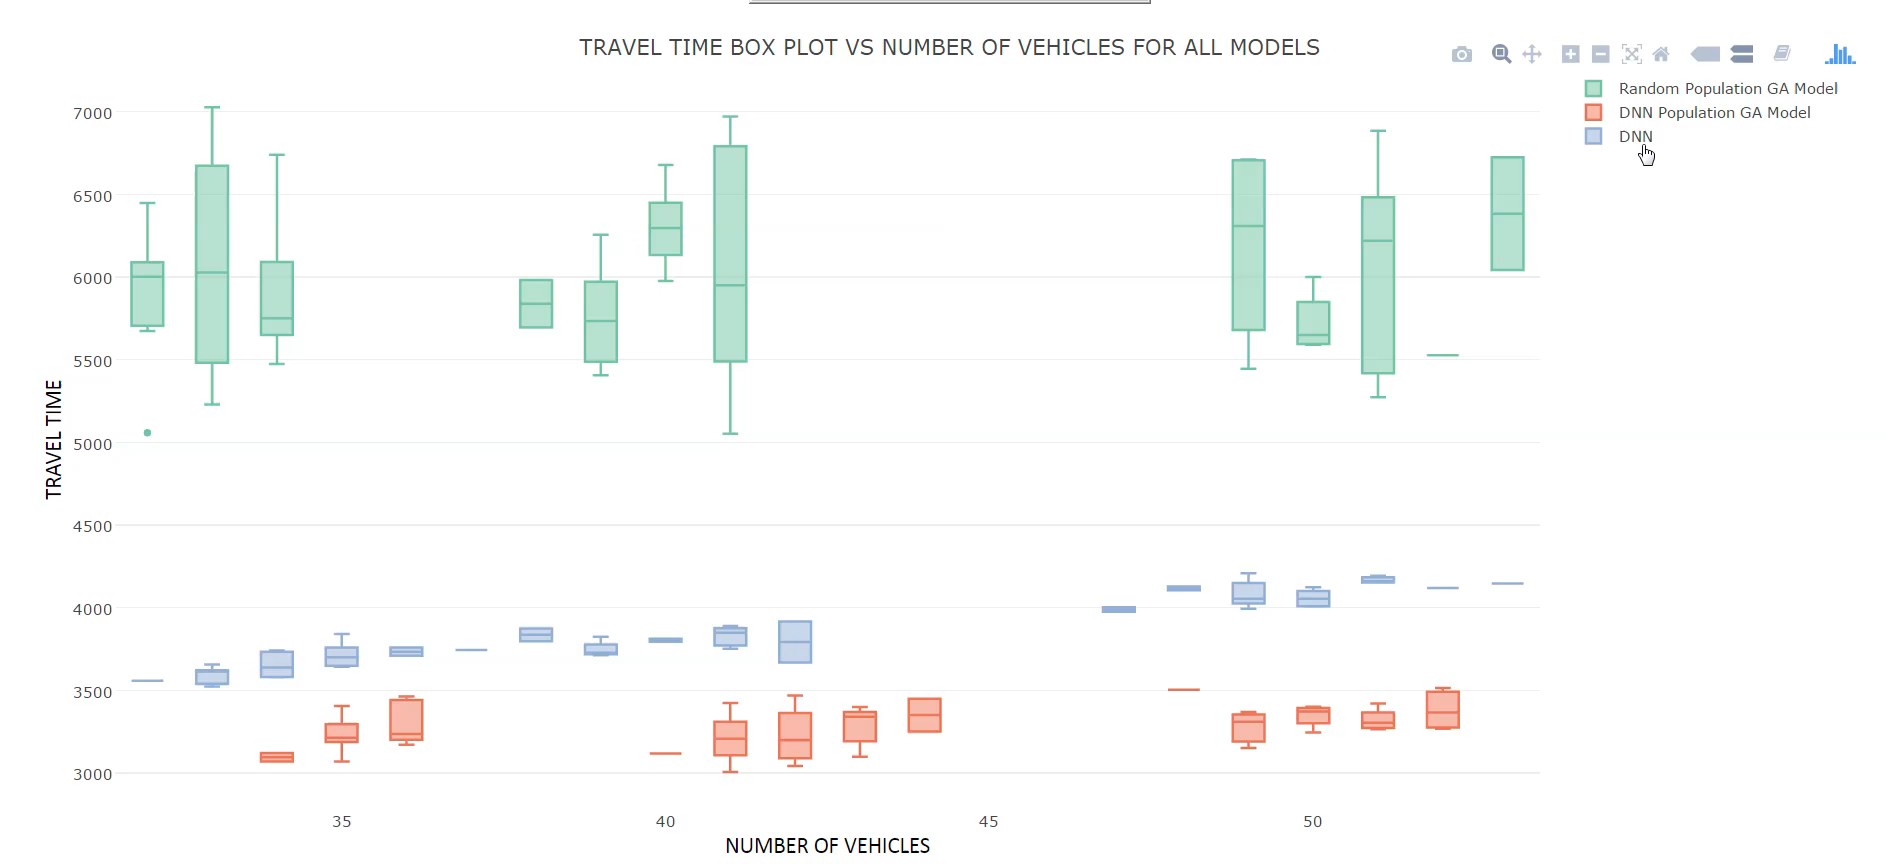 TRAVEL TIME BOX PLOT VS NUMBER OF VEHICLES FOR ALL MODELS
Random Population GA Model
DNN Population GA Model
DNN
7000
6500
6000
5500
5000
4500
4000
3500
3000
TRAVEL TIME
35 40 45 50
NUMBER OF VEHICLES